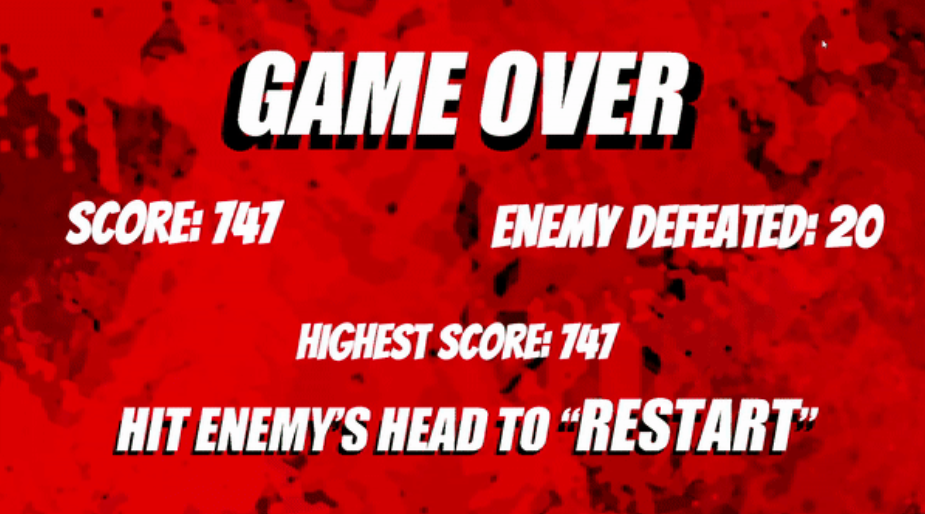 GAME OVER
SCORE: 747
ENEMY DEFEATED: 20
HIGHEST SCORE: 747
HIT ENEMY’S HEAD TO “RESTART”